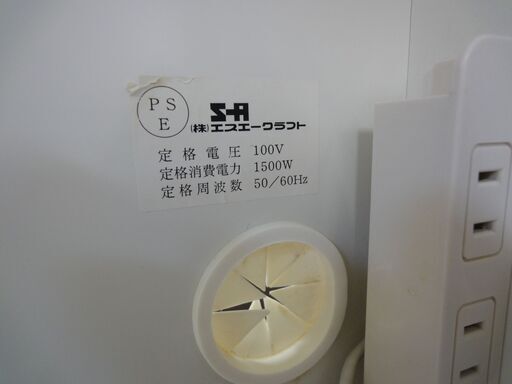 PS
E
S-A
(株)エスエークラフト
定格電圧 100V
定格消費電力 1500W
定格周波数 50/60Hz